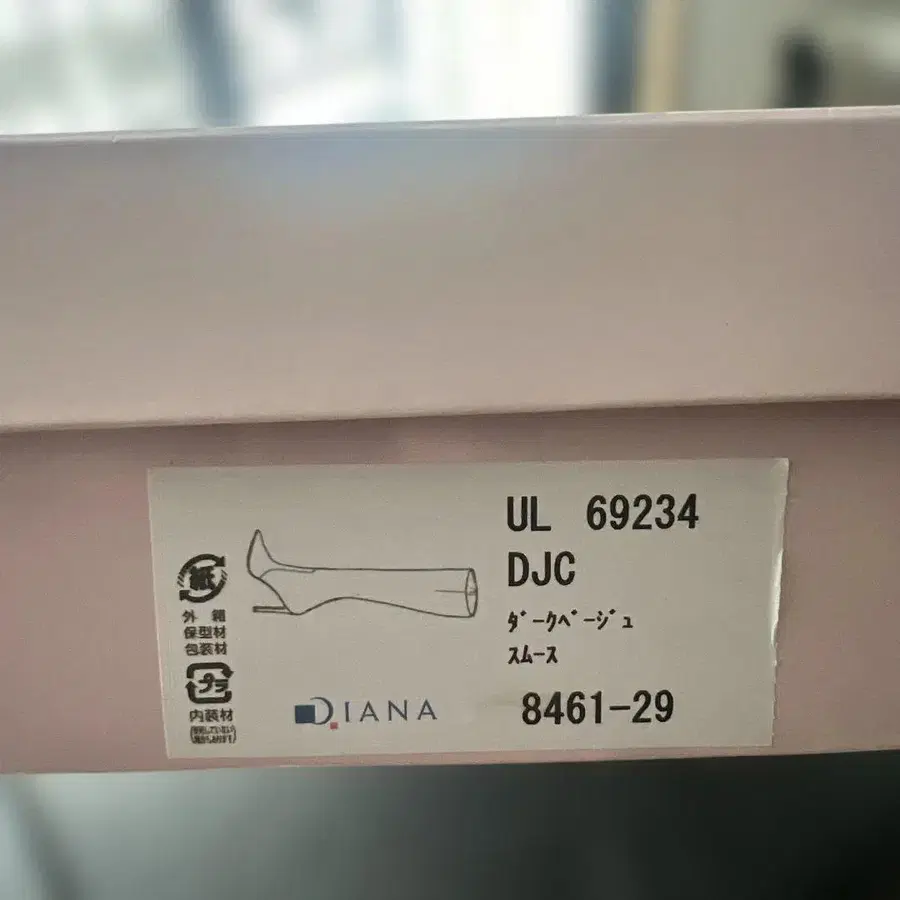 UL 69234
DJC
ﾀﾞｰｸﾍﾞｰｼﾞｭ
ｽﾑｰｽ
8461-29
紙
外 箱
保型材
包装材
プラ
内装材
DIANA